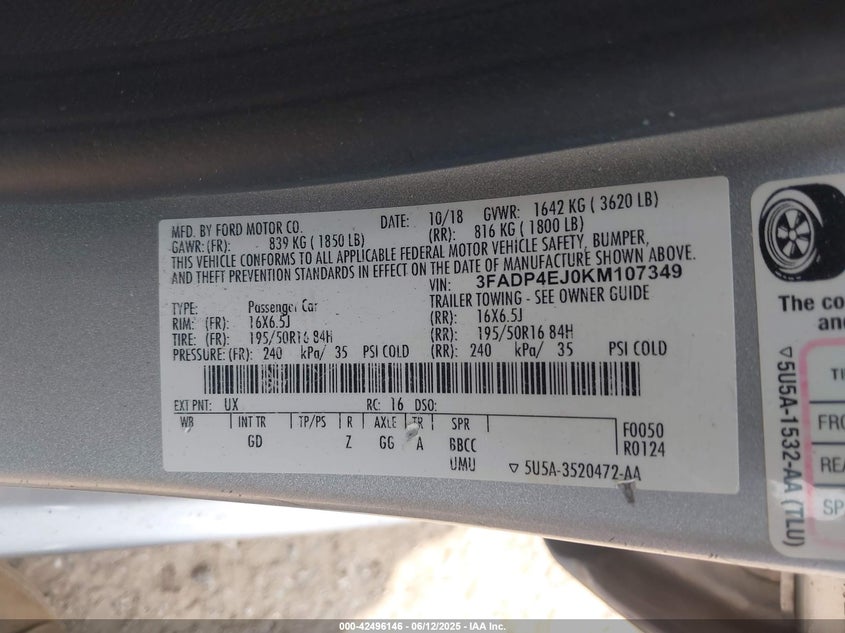 MFD. BY FORD MOTOR CO. DATE: 10/18 GVWR: 1642 KG ( 3620 LB)
GAWR: (FR): 839 KG ( 1850 LB) (RR): 816 KG ( 1800 LB)
THIS VEHICLE CONFORMS TO ALL APPLICABLE FEDERAL MOTOR VEHICLE SAFETY, BUMPER,
AND THEFT PREVENTION STANDARDS IN EFFECT ON THE DATE OF MANUFACTURE SHOWN ABOVE.
VIN: 3FADP4EJ0KM107349
TYPE: Passenger Car TRAILER TOWING - SEE OWNER GUIDE
RIM: (FR): 16X6.5J (RR): 16X6.5J
TIRE: (FR): 195/50R16 84H (RR): 195/50R16 84H
PRESSURE: (FR): 240 kPa/ 35 PSI COLD (RR): 240 kPa/ 35 PSI COLD
EXT PNT: UX RC: 16 DSO:
WB INT TR TP/PS R AXLE TR SPR F0050
GD Z GG A BBCC R0124
UMU ▽ 5U5A-3520472-AA
The co
and
TI
FRO
REA
SP
▽5U5A-1532-AA (TLU)
000-42496146 - 06/12/2025 - IAA Inc.